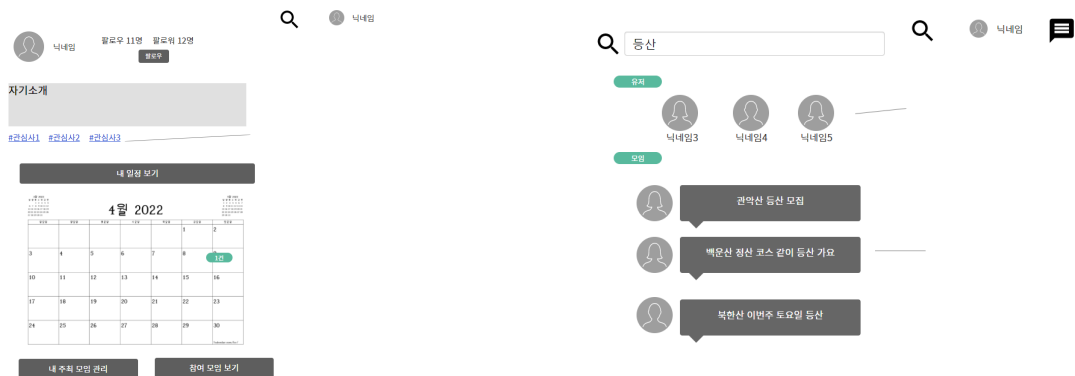 닉네임
팔로우 11명 팔로워 12명
팔로우
닉네임
자기소개
#관심사1 #관심사2 #관심사3
내 일정 보기
4월 2022
1 2
3 4 5 6 7 8
1건
10 11 12 13 14 15 16
17 18 19 20 21 22 23
24 25 26 27 28 29 30
내 주최 모임 관리 참여 모임 보기
등산
닉네임
유저
닉네임3 닉네임4 닉네임5
모임
관악산 등산 모집
백운산 정산 코스 같이 등산 가요
북한산 이번주 토요일 등산